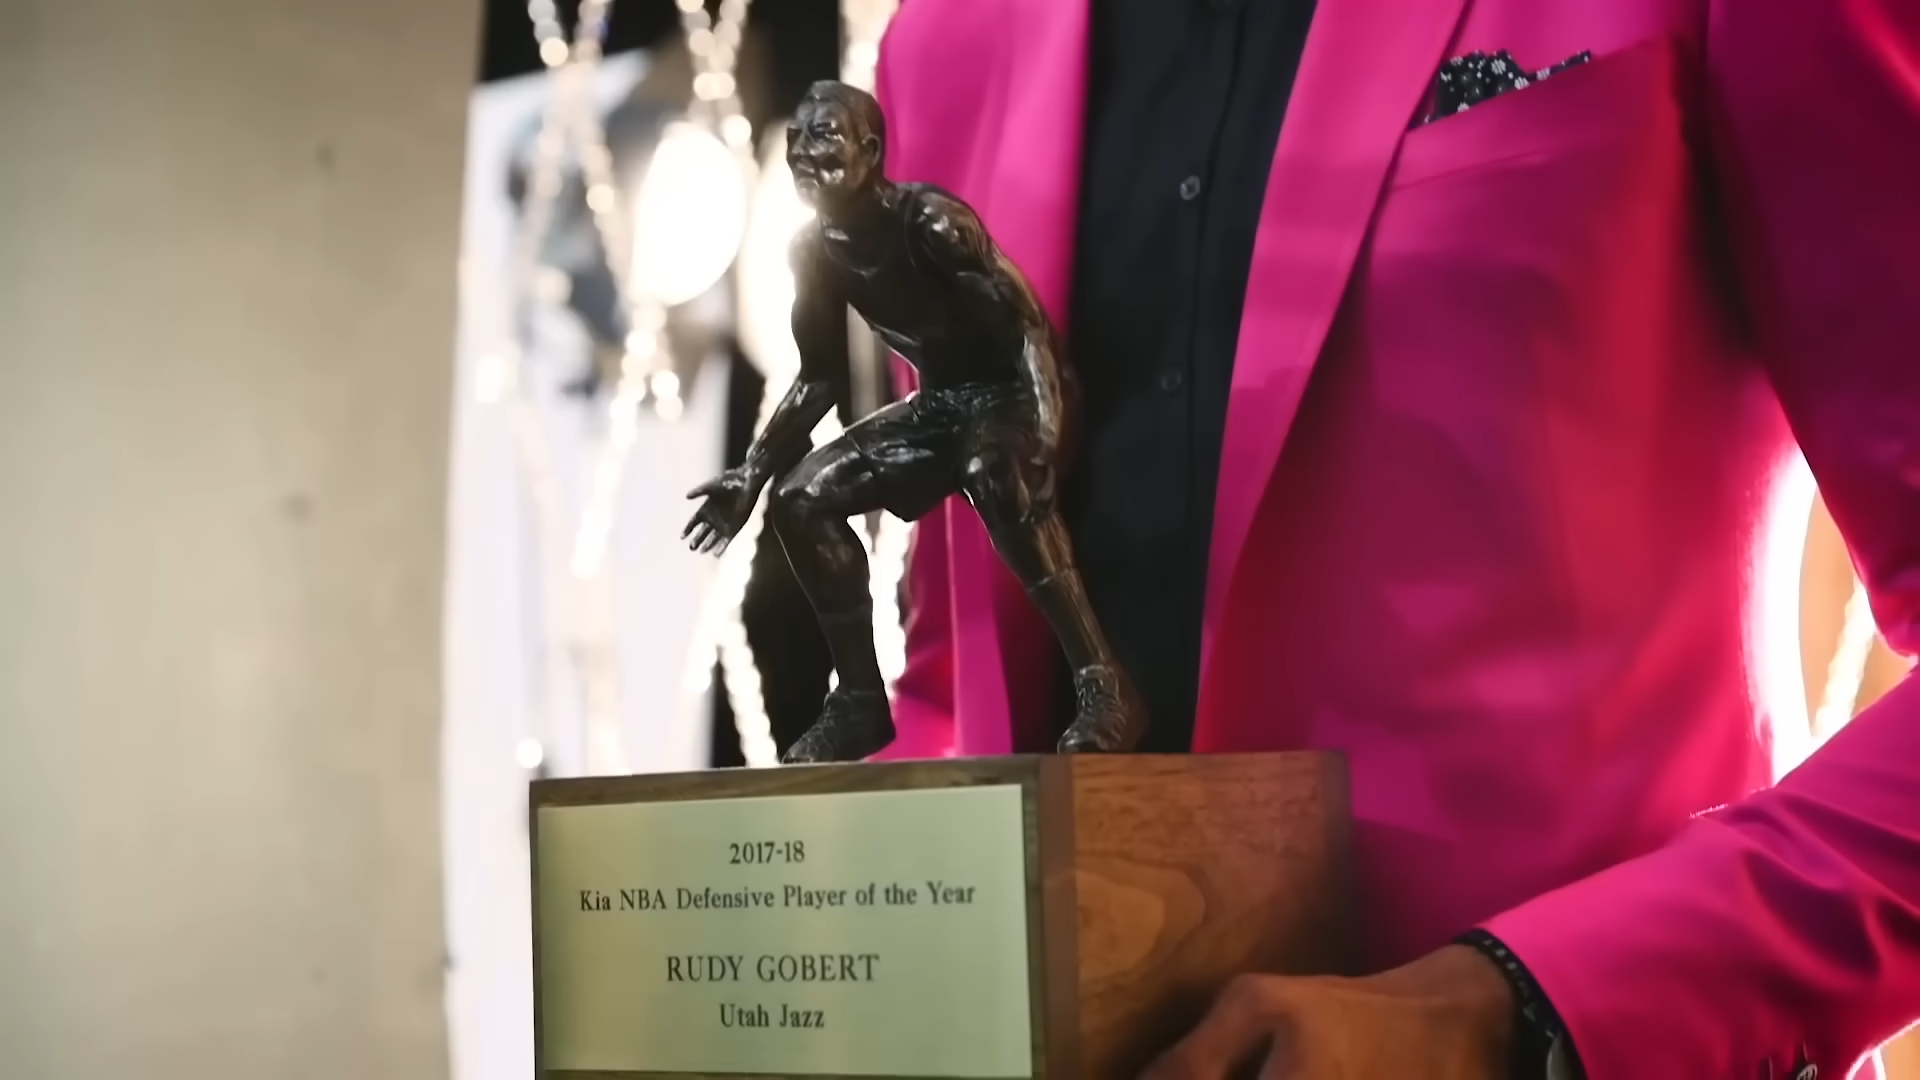 2017-18
Kia NBA Defensive Player of the Year
RUDY GOBERT
Utah Jazz